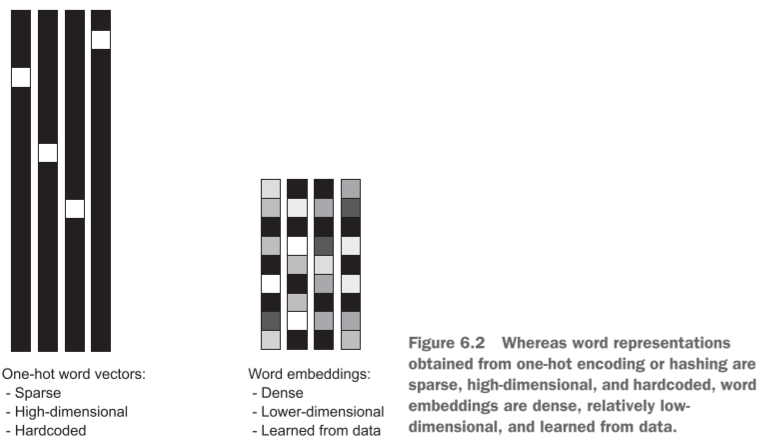 One-hot word vectors:
- Sparse
- High-dimensional
- Hardcoded
Word embeddings:
- Dense
- Lower-dimensional
- Learned from data
Figure 6.2 Whereas word representations
obtained from one-hot encoding or hashing are
sparse, high-dimensional, and hardcoded, word
embeddings are dense, relatively low-
dimensional, and learned from data.